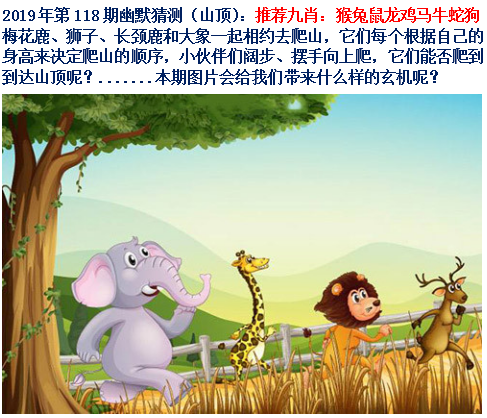 2019年第118期幽默猜测（山顶）：推荐九肖：猴兔鼠龙鸡马牛蛇狗
梅花鹿、狮子、长颈鹿和大象一起相约去爬山，它们每个根据自己的
身高来决定爬山的顺序，小伙伴们阔步、摆手向上爬，它们能否爬到
到达山顶呢？.......本期图片会给我们带来什么样的玄机呢？